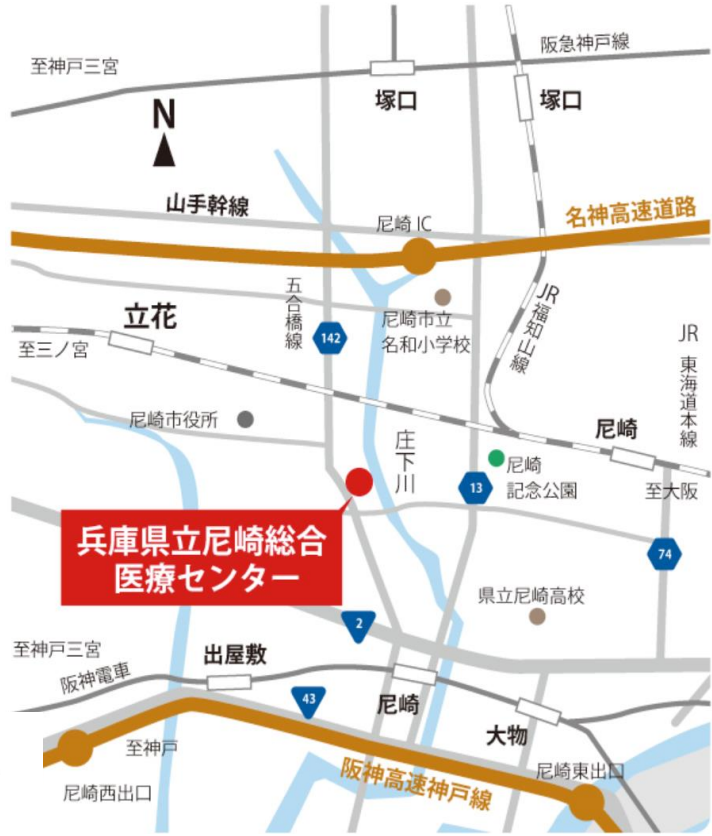 阪急神戸線
至神戸三宮
塚口
塚口
N
山手幹線
名神高速道路
尼崎 IC
五合橋線
立花
142
尼崎市立
名和小学校
JR 福知山線
JR 東海道本線
至三ノ宮
尼崎市役所
庄下川
尼崎
尼崎
記念公園
13
至大阪
兵庫県立尼崎総合
医療センター
74
県立尼崎高校
2
至神戸三宮
出屋敷
阪神電車
43
尼崎
大物
至神戸
阪神高速神戸線
尼崎東出口
尼崎西出口